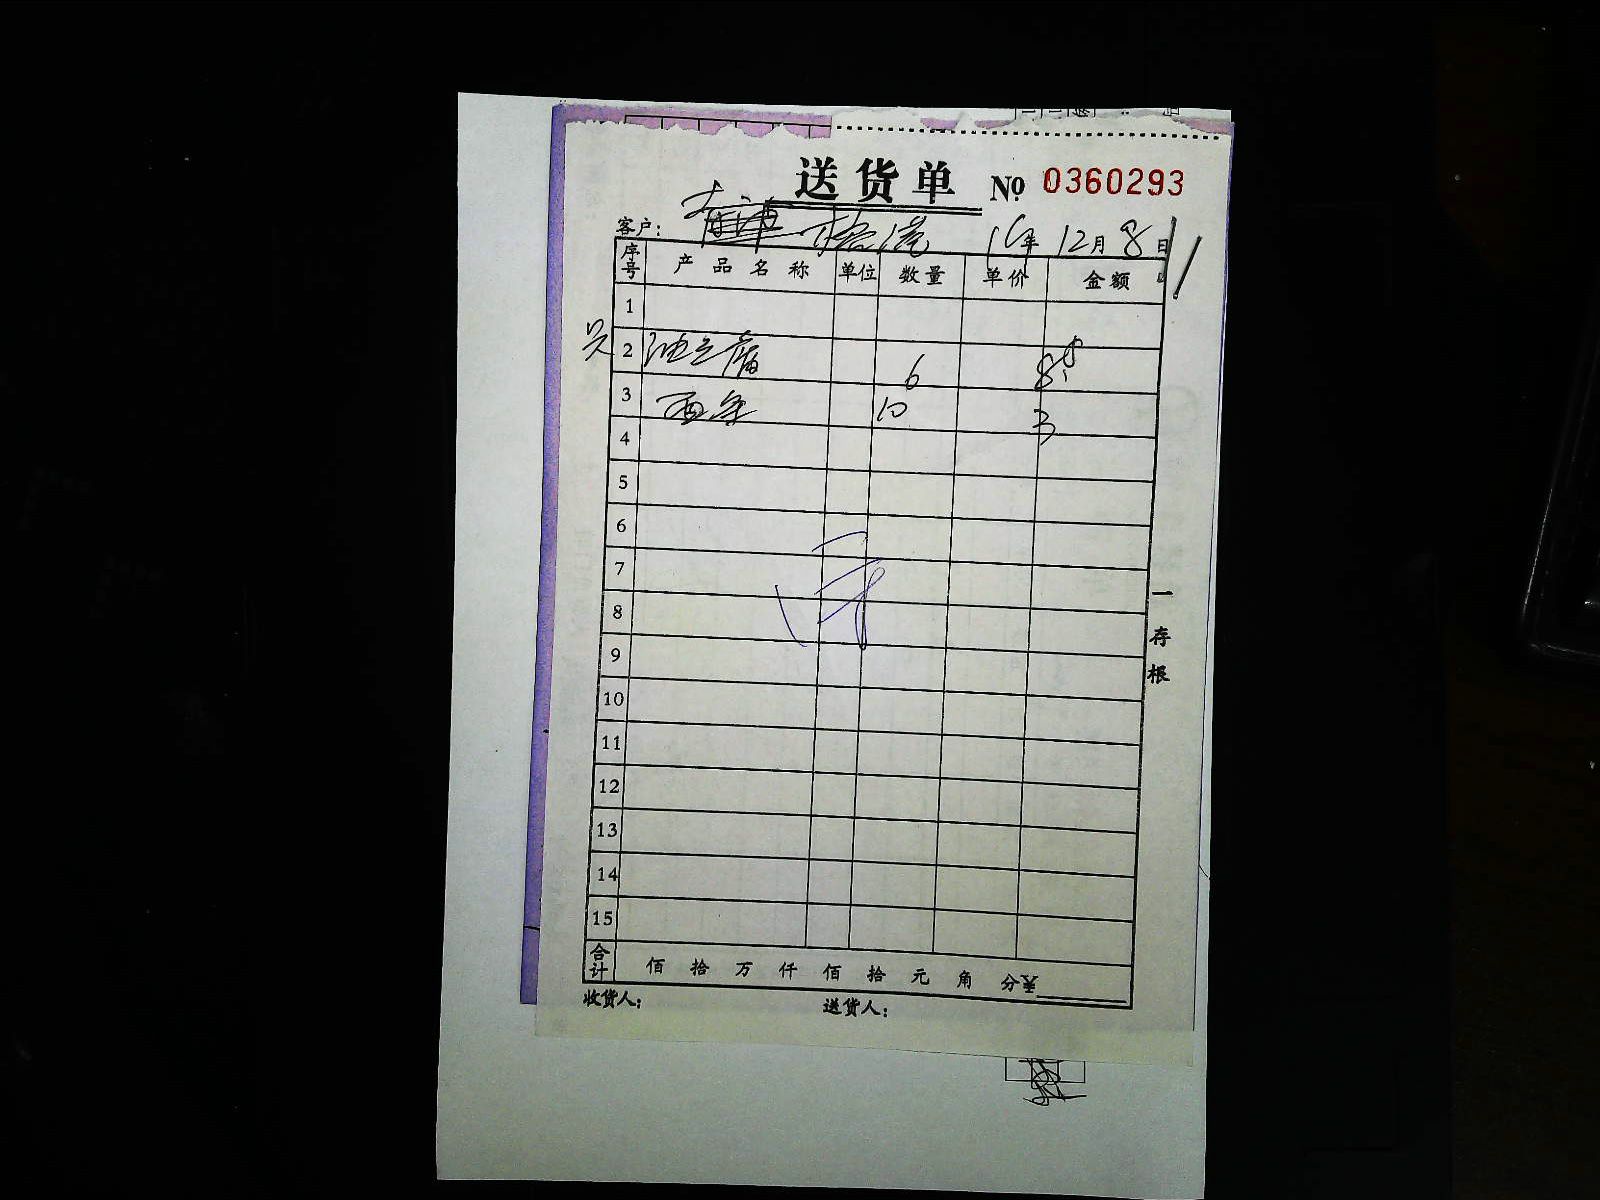 送货单 № 0360293
客户： 16年 12月 8日
序号 产品名称 单位 数量 单价 金额
1
2 油豆腐 6 8.5
3 10 3
4
5
6
7
8
9
10
11
12
13
14
15
一存根
合计 佰 拾 万 仟 佰 拾 元 角 分 ¥
收货人： 送货人：